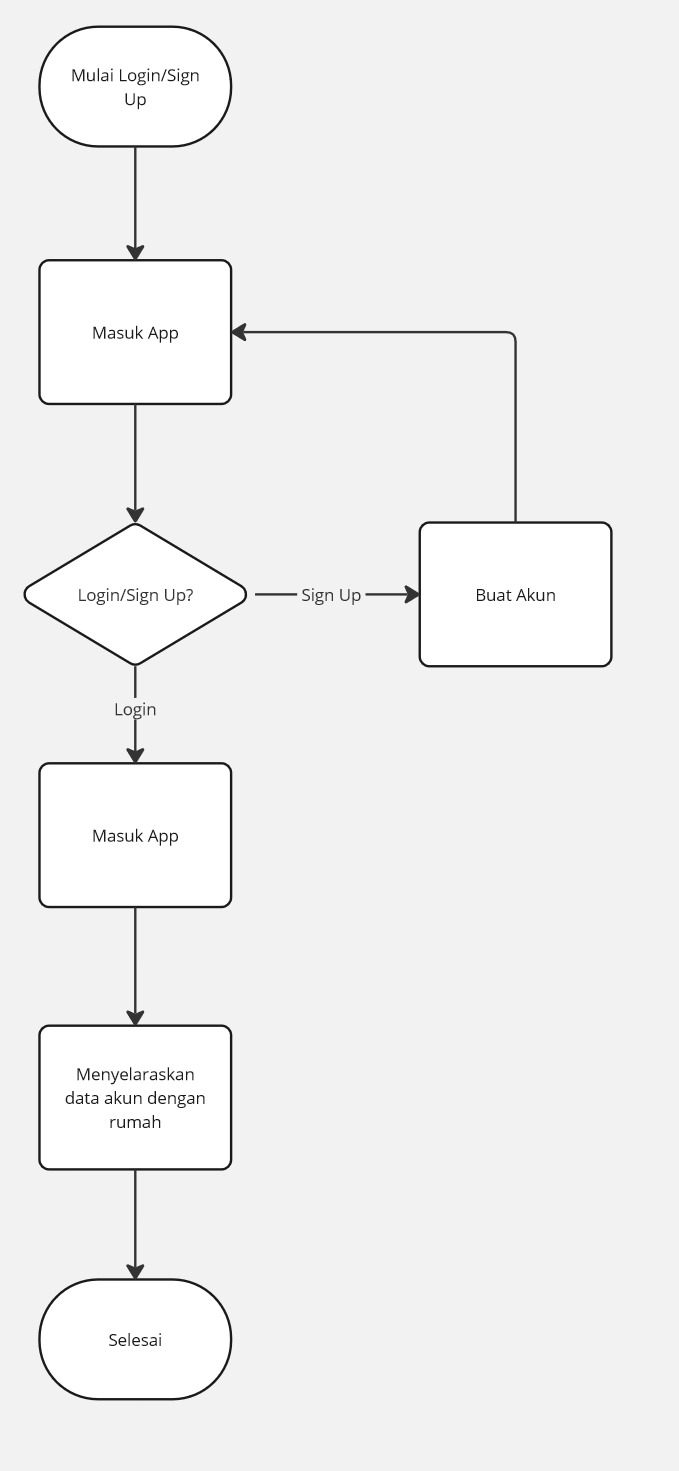 Mulai Login/Sign
Up
Masuk App
Login/Sign Up?
Sign Up
Buat Akun
Login
Masuk App
Menyelaraskan
data akun dengan
rumah
Selesai